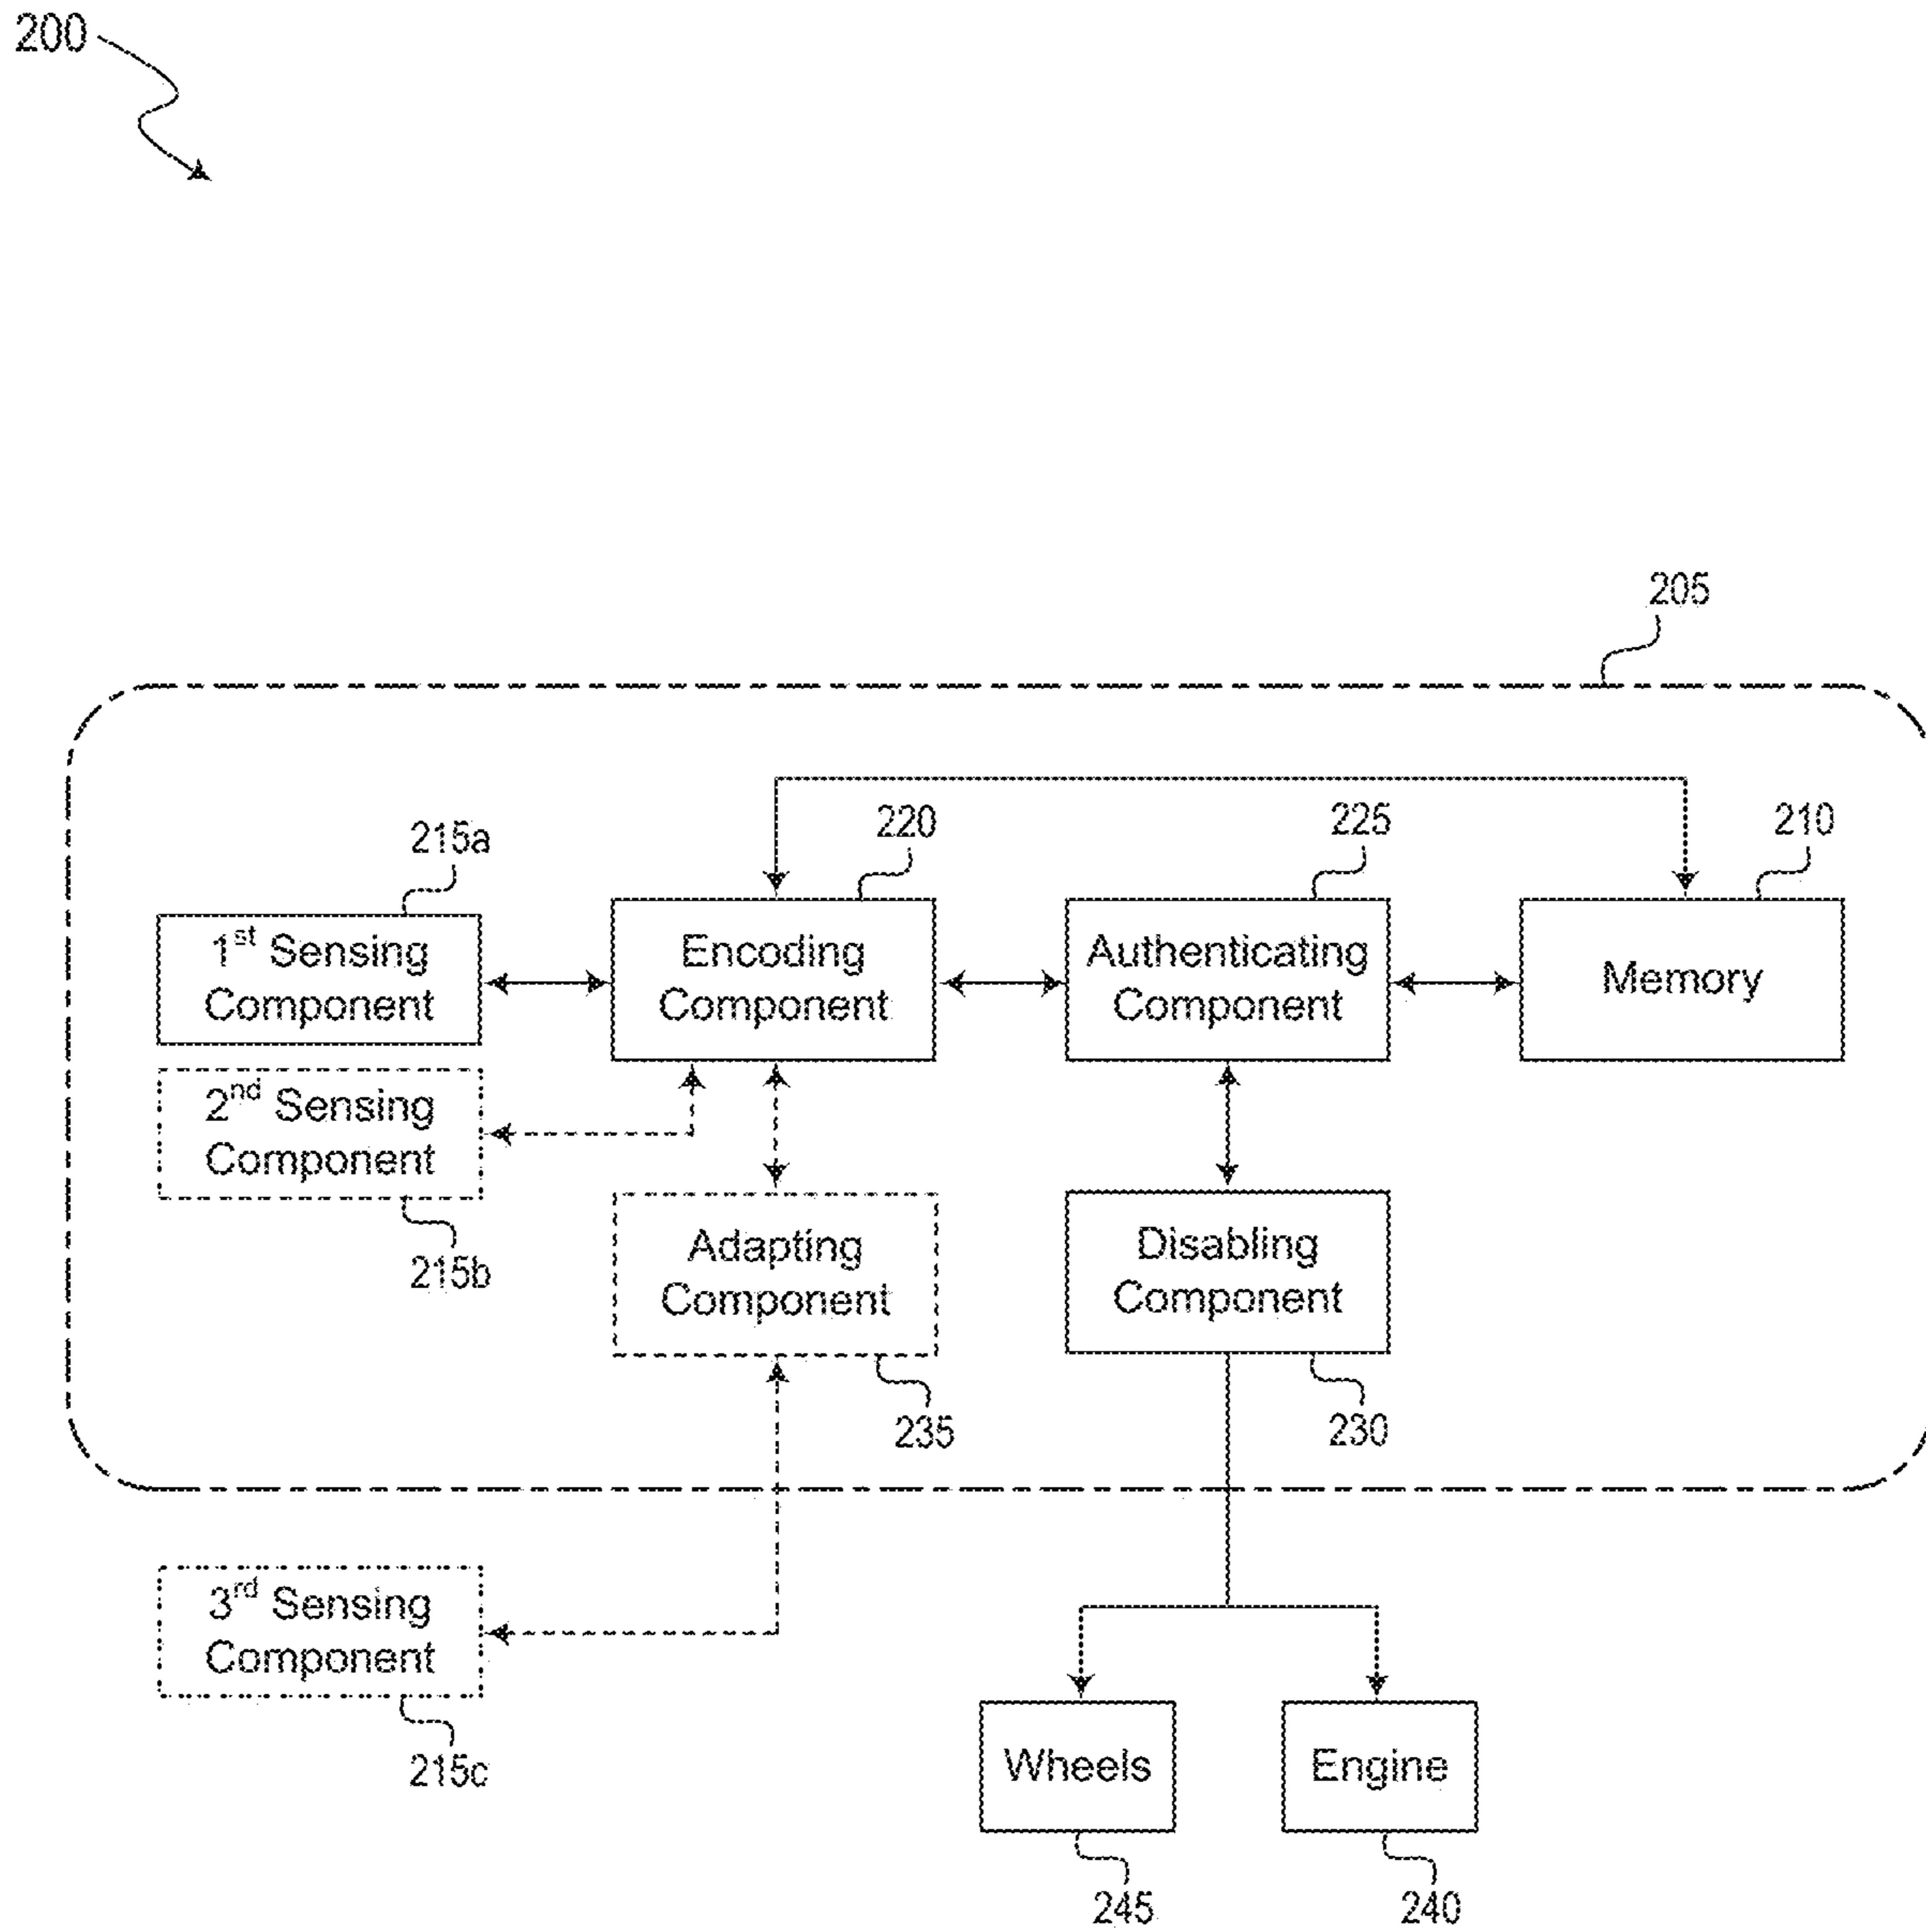 200
205
215a
220
225
210
1st Sensing
Component
Encoding
Component
Authenticating
Component
Memory
2nd Sensing
Component
215b
Adapting
Component
Disabling
Component
235
230
3rd Sensing
Component
215c
Wheels
Engine
245
240